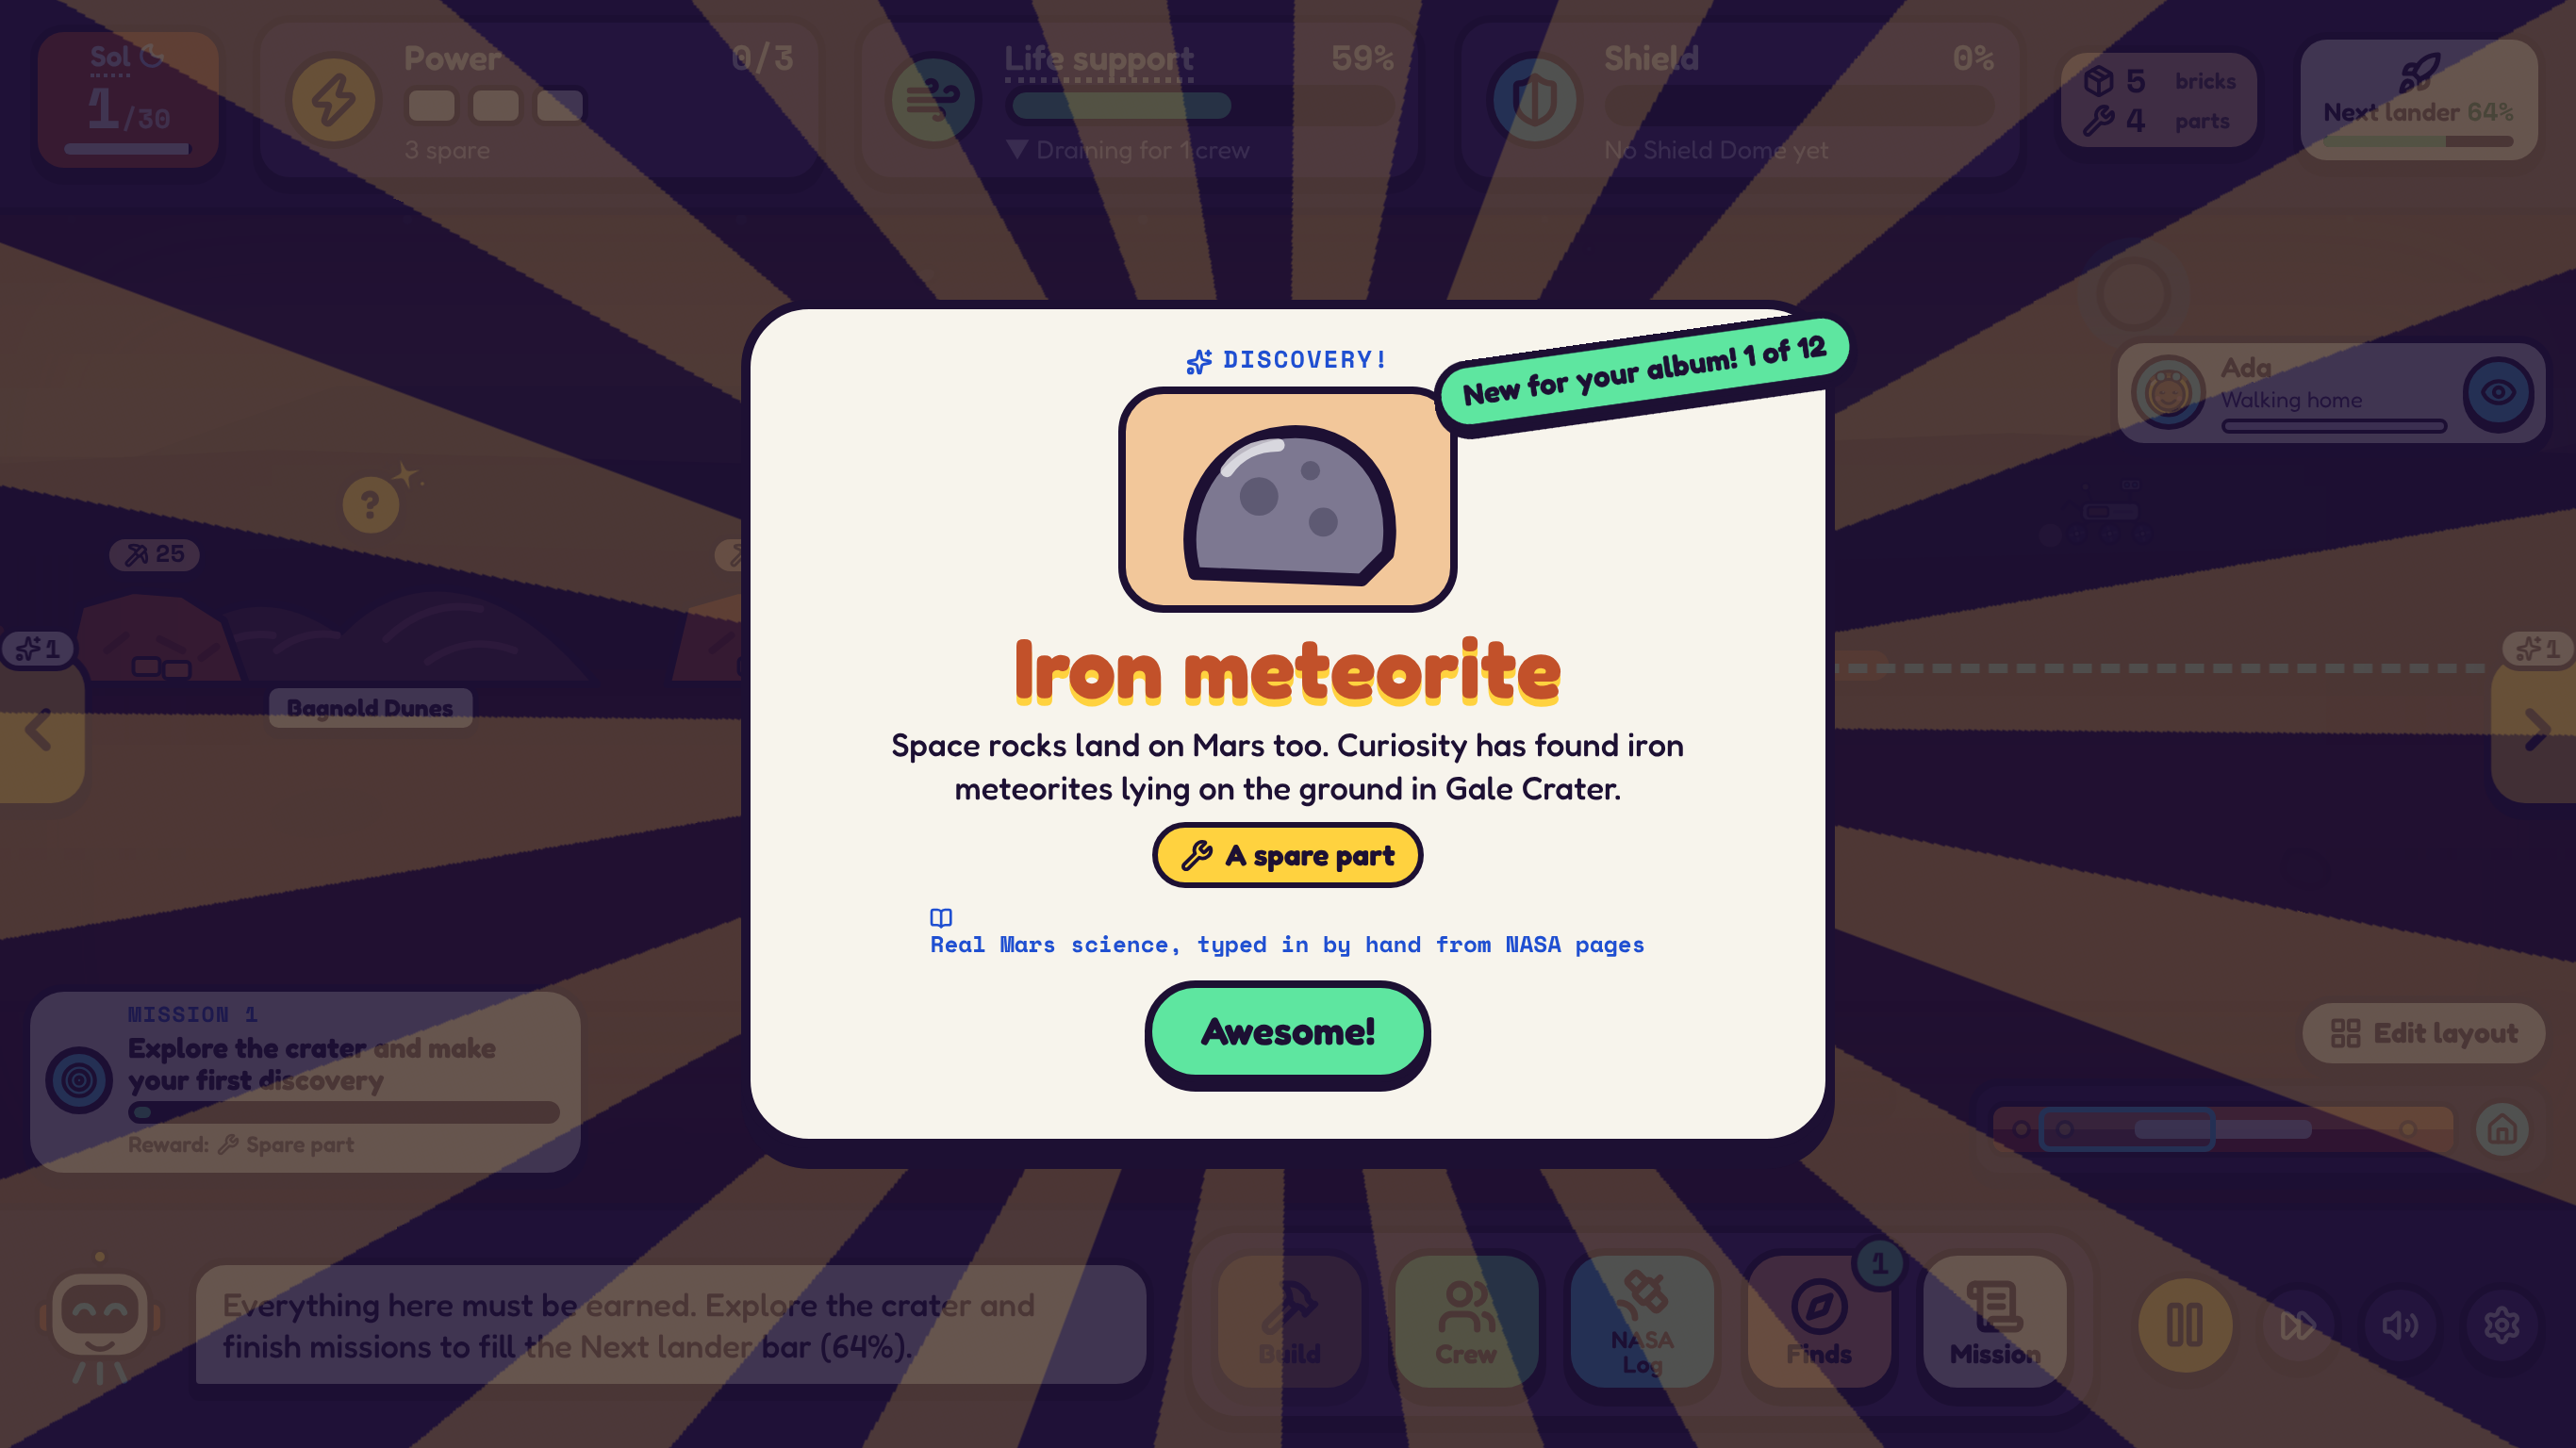 Sol
1/30
Power
0/3
3 spare
Life support
59%
Draining for 1 crew
Shield
0%
No Shield Dome yet
5 bricks
4 parts
Next lander 64%
DISCOVERY!
New for your album! 1 of 12
Ada
Walking home
?
25
1
1
Bagnold Dunes
Iron meteorite
Space rocks land on Mars too. Curiosity has found iron
meteorites lying on the ground in Gale Crater.
A spare part
Real Mars science, typed in by hand from NASA pages
Awesome!
MISSION 1
Explore the crater and make
your first discovery
Reward: Spare part
Edit layout
Everything here must be earned. Explore the crater and
finish missions to fill the Next lander bar (64%).
Build
Crew
NASA
Log
Finds
1
Mission